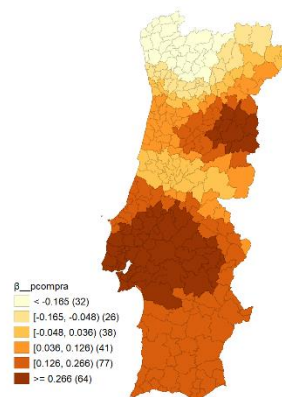 β__pcompra
< -0.165 (32)
[-0.165, -0.048) (26)
[-0.048, 0.036) (38)
[0.036, 0.126) (41)
[0.126, 0.266) (77)
>= 0.266 (64)